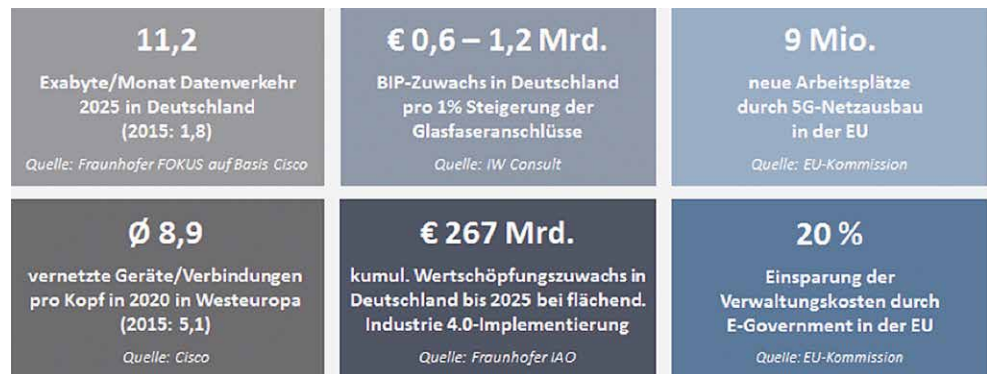 11,2
Exabyte/Monat Datenverkehr
2025 in Deutschland
(2015: 1,8)
Quelle: Fraunhofer FOKUS auf Basis Cisco
€ 0,6 – 1,2 Mrd.
BIP-Zuwachs in Deutschland
pro 1% Steigerung der
Glasfaseranschlüsse
Quelle: IW Consult
9 Mio.
neue Arbeitsplätze
durch 5G-Netzausbau
in der EU
Quelle: EU-Kommission
Ø 8,9
vernetzte Geräte/Verbindungen
pro Kopf in 2020 in Westeuropa
(2015: 5,1)
Quelle: Cisco
€ 267 Mrd.
kumul. Wertschöpfungszuwachs in
Deutschland bis 2025 bei flächend.
Industrie 4.0-Implementierung
Quelle: Fraunhofer IAO
20 %
Einsparung der
Verwaltungskosten durch
E-Government in der EU
Quelle: EU-Kommission